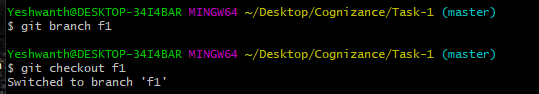 Yeshwanth@DESKTOP-34I4BAR MINGW64 ~/Desktop/Cognizance/Task-1 (master)
$ git branch f1
Yeshwanth@DESKTOP-34I4BAR MINGW64 ~/Desktop/Cognizance/Task-1 (master)
$ git checkout f1
Switched to branch 'f1'